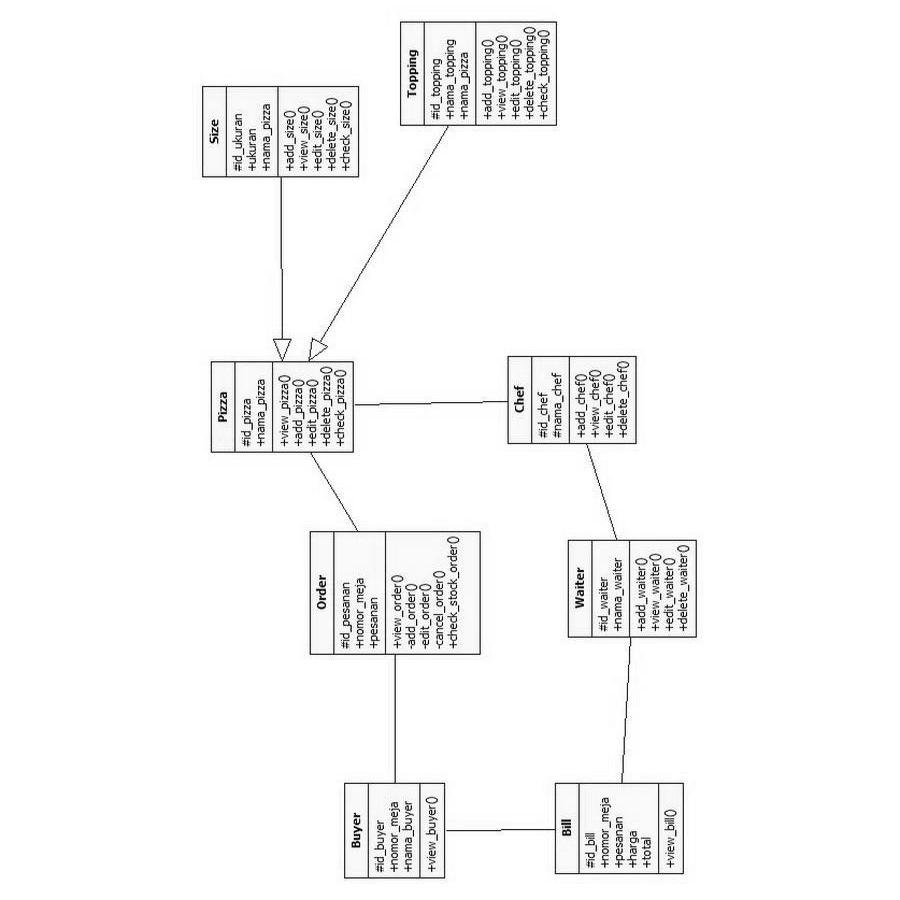 Buyer
#id_buyer
+nomor_meja
+nama_buyer
+view_buyer()
Order
#id_pesanan
+nomor_meja
+pesanan
+view_order()
-add_order()
-edit_order()
-cancel_order()
+check_stock_order()
Pizza
#id_pizza
+nama_pizza
+view_pizza()
+add_pizza()
+edit_pizza()
+delete_pizza()
+check_pizza()
Size
#id_ukuran
+ukuran
+nama_pizza
+add_size()
+view_size()
+edit_size()
+delete_size()
+check_size()
Topping
#id_topping
+nama_topping
+nama_pizza
+add_topping()
+view_topping()
+edit_topping()
+delete_topping()
+check_topping()
Bill
#id_bill
+nomor_meja
+pesanan
+harga
+total
+view_bill()
Waiter
#id_waiter
+nama_waiter
+add_waiter()
+view_waiter()
+edit_waiter()
+delete_waiter()
Chef
#id_chef
#nama_chef
+add_chef()
+view_chef()
+edit_chef()
+delete_chef()